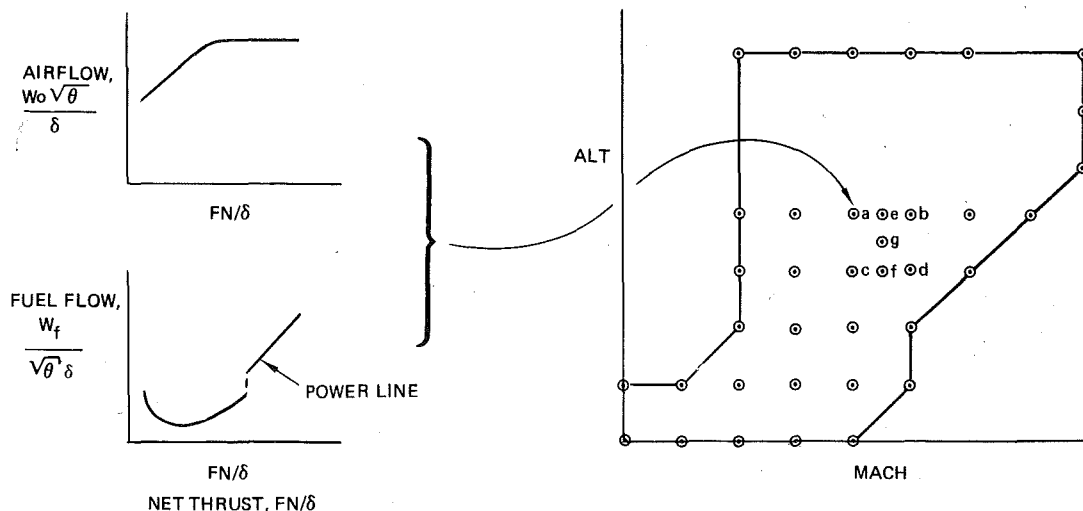 AIRFLOW,
Wo√θ
δ
FN/δ
FUEL FLOW,
Wf
√θ δ
POWER LINE
FN/δ
NET THRUST, FN/δ
ALT
a e b
g
c f d
MACH